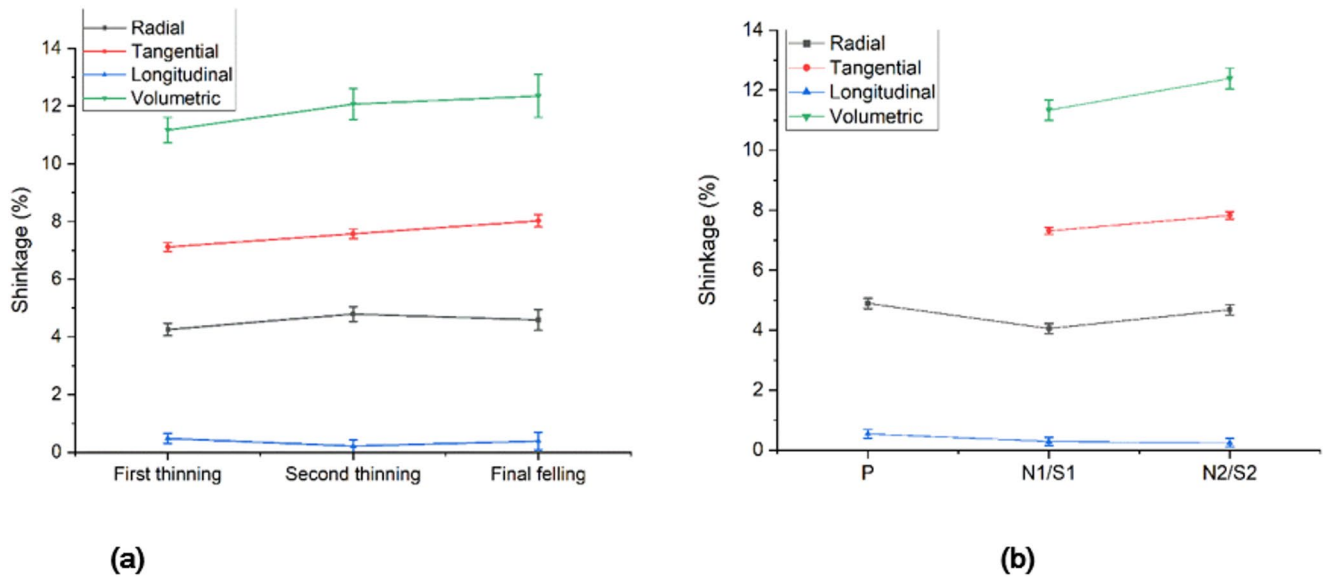 Radial
Tangential
Longitudinal
Volumetric
14
12
10
8
6
4
2
0
Shinkage (%)
First thinning
Second thinning
Final felling
(a)
Radial
Tangential
Longitudinal
Volumetric
14
12
10
8
6
4
2
0
Shinkage (%)
P
N1/S1
N2/S2
(b)